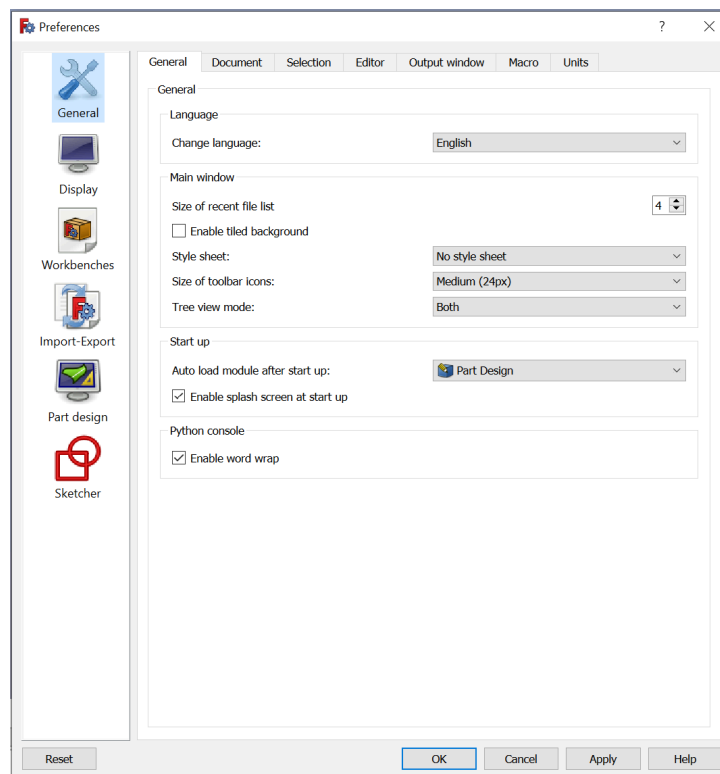 Preferences
?
General
Display
Workbenches
Import-Export
Part design
Sketcher
General Document Selection Editor Output window Macro Units
General
Language
Change language: English
Main window
Size of recent file list 4
Enable tiled background
Style sheet: No style sheet
Size of toolbar icons: Medium (24px)
Tree view mode: Both
Start up
Auto load module after start up: Part Design
Enable splash screen at start up
Python console
Enable word wrap
Reset OK Cancel Apply Help